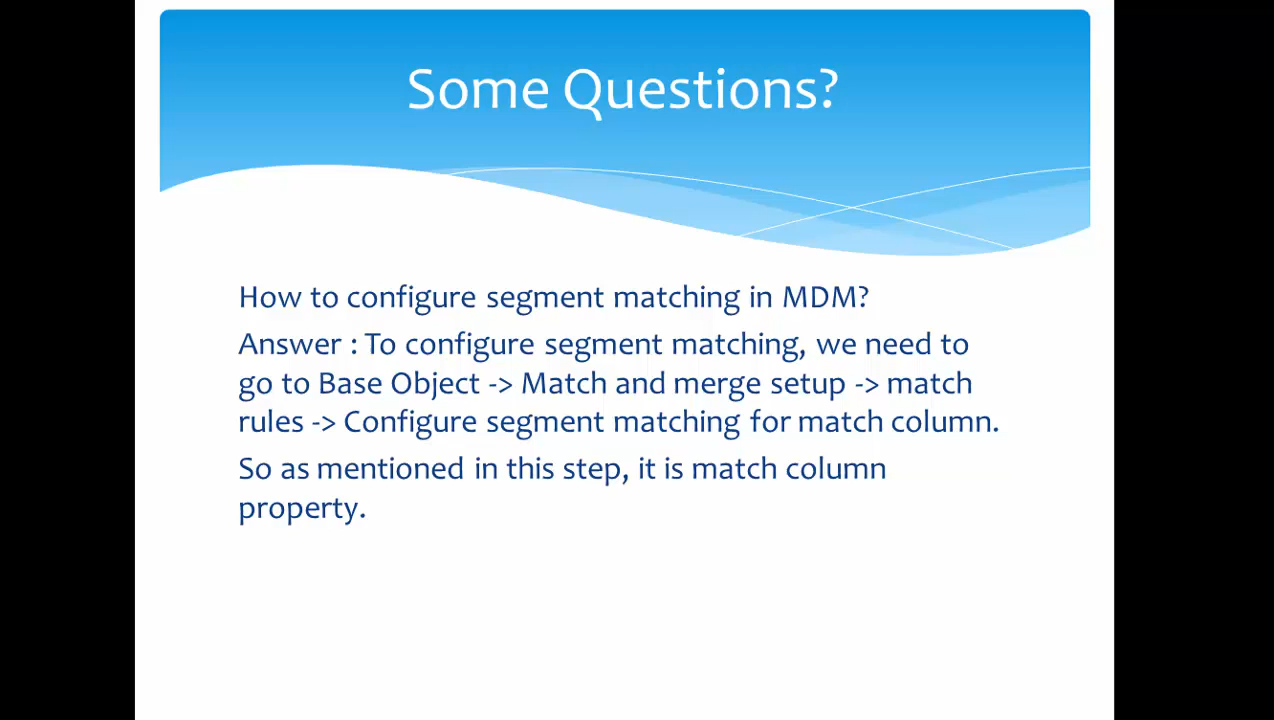 Some Questions?
How to configure segment matching in MDM?
Answer : To configure segment matching, we need to
go to Base Object -> Match and merge setup -> match
rules -> Configure segment matching for match column.
So as mentioned in this step, it is match column
property.